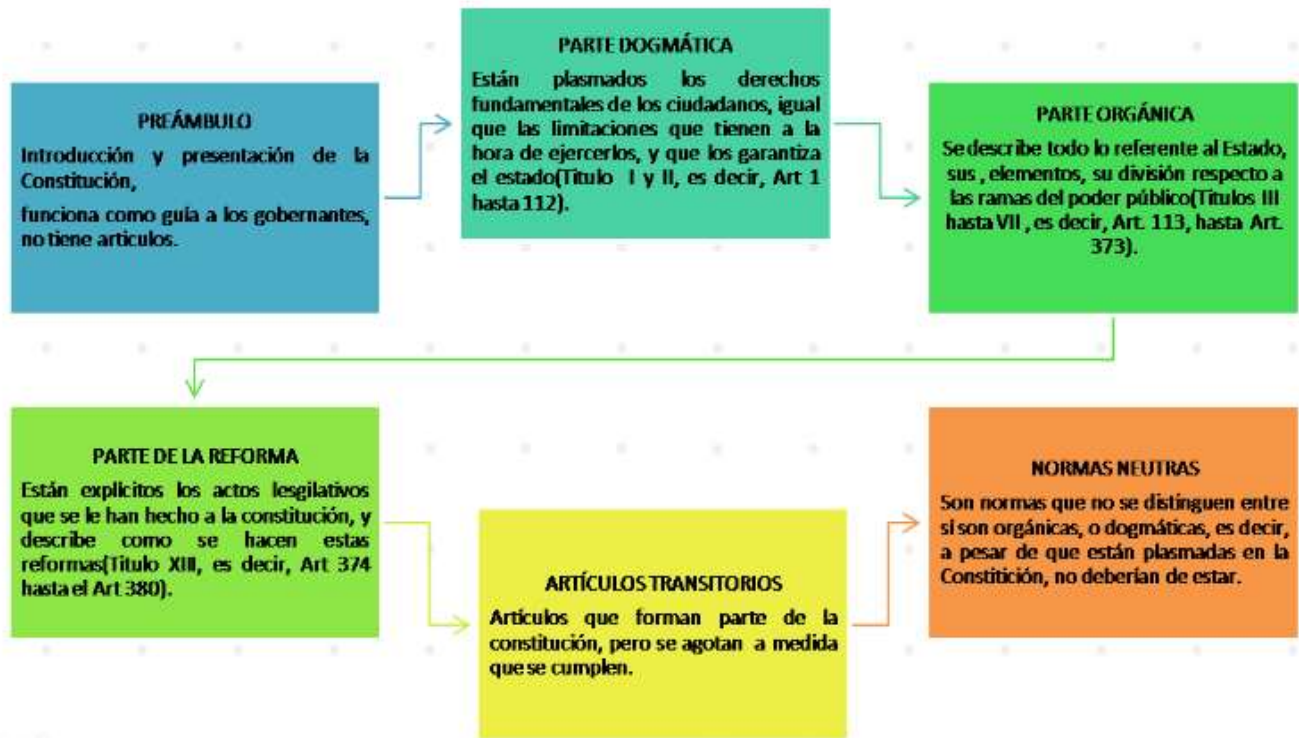 PREÁMBULO
Introducción y presentación de la
Constitución,
funciona como guía a los gobernantes,
no tiene articulos.
PARTE DOGMÁTICA
Están plasmados los derechos
fundamentales de los ciudadanos, igual
que las limitaciones que tienen a la
hora de ejercerlos, y que los garantiza
el estado(Titulo I y II, es decir, Art 1
hasta 112).
PARTE ORGÁNICA
Se describe todo lo referente al Estado,
sus , elementos, su división respecto a
las ramas del poder público(Titulos III
hasta VII , es decir, Art. 113, hasta Art.
373).
PARTE DE LA REFORMA
Están explicitos los actos lesgilativos
que se le han hecho a la constitución, y
describe como se hacen estas
reformas(Titulo XIII, es decir, Art 374
hasta el Art 380).
ARTÍCULOS TRANSITORIOS
Artículos que forman parte de la
constitución, pero se agotan a medida
que se cumplen.
NORMAS NEUTRAS
Son normas que no se distinguen entre
si son orgánicas, o dogmáticas, es decir,
a pesar de que están plasmadas en la
Constitición, no deberían de estar.